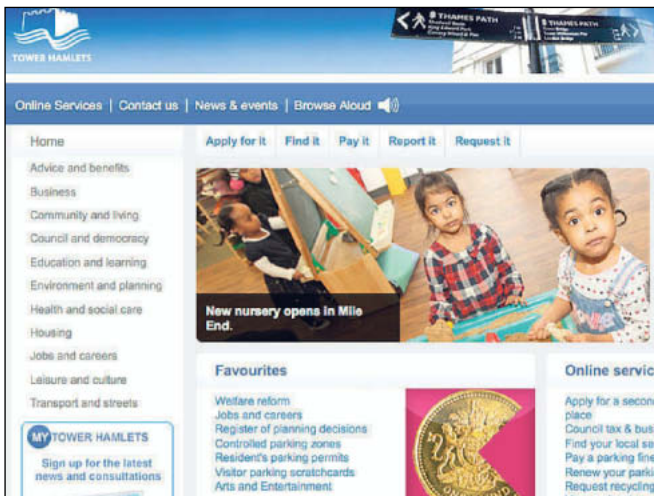 THAMES PATH
THAMES PATH
TOWER HAMLETS
Online Services | Contact us | News & events | Browse Aloud
Home
Apply for it
Find it
Pay it
Report it
Request it
Advice and benefits
Business
Community and living
Council and democracy
Education and learning
Environment and planning
Health and social care
Housing
Jobs and careers
Leisure and culture
Transport and streets
New nursery opens in Mile
End.
MY TOWER HAMLETS
Sign up for the latest
news and consultations
Favourites
Welfare reform
Jobs and careers
Register of planning decisions
Controlled parking zones
Resident's parking permits
Visitor parking scratchcards
Arts and Entertainment
Online servic
Apply for a secon
place
Council tax & bus
Find your local se
Pay a parking fine
Renew your parki
Request recycling